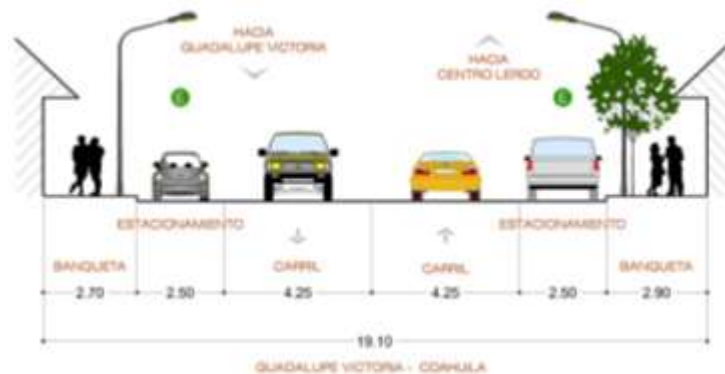 HACIA
GUADALUPE VICTORIA
HACIA
CENTRO LERDO
E
E
ESTACIONAMIENTO
ESTACIONAMIENTO
BANQUETA
CARRIL
CARRIL
BANQUETA
2.70
2.50
4.25
4.25
2.50
2.90
19.10
GUADALUPE VICTORIA - COAHUILA